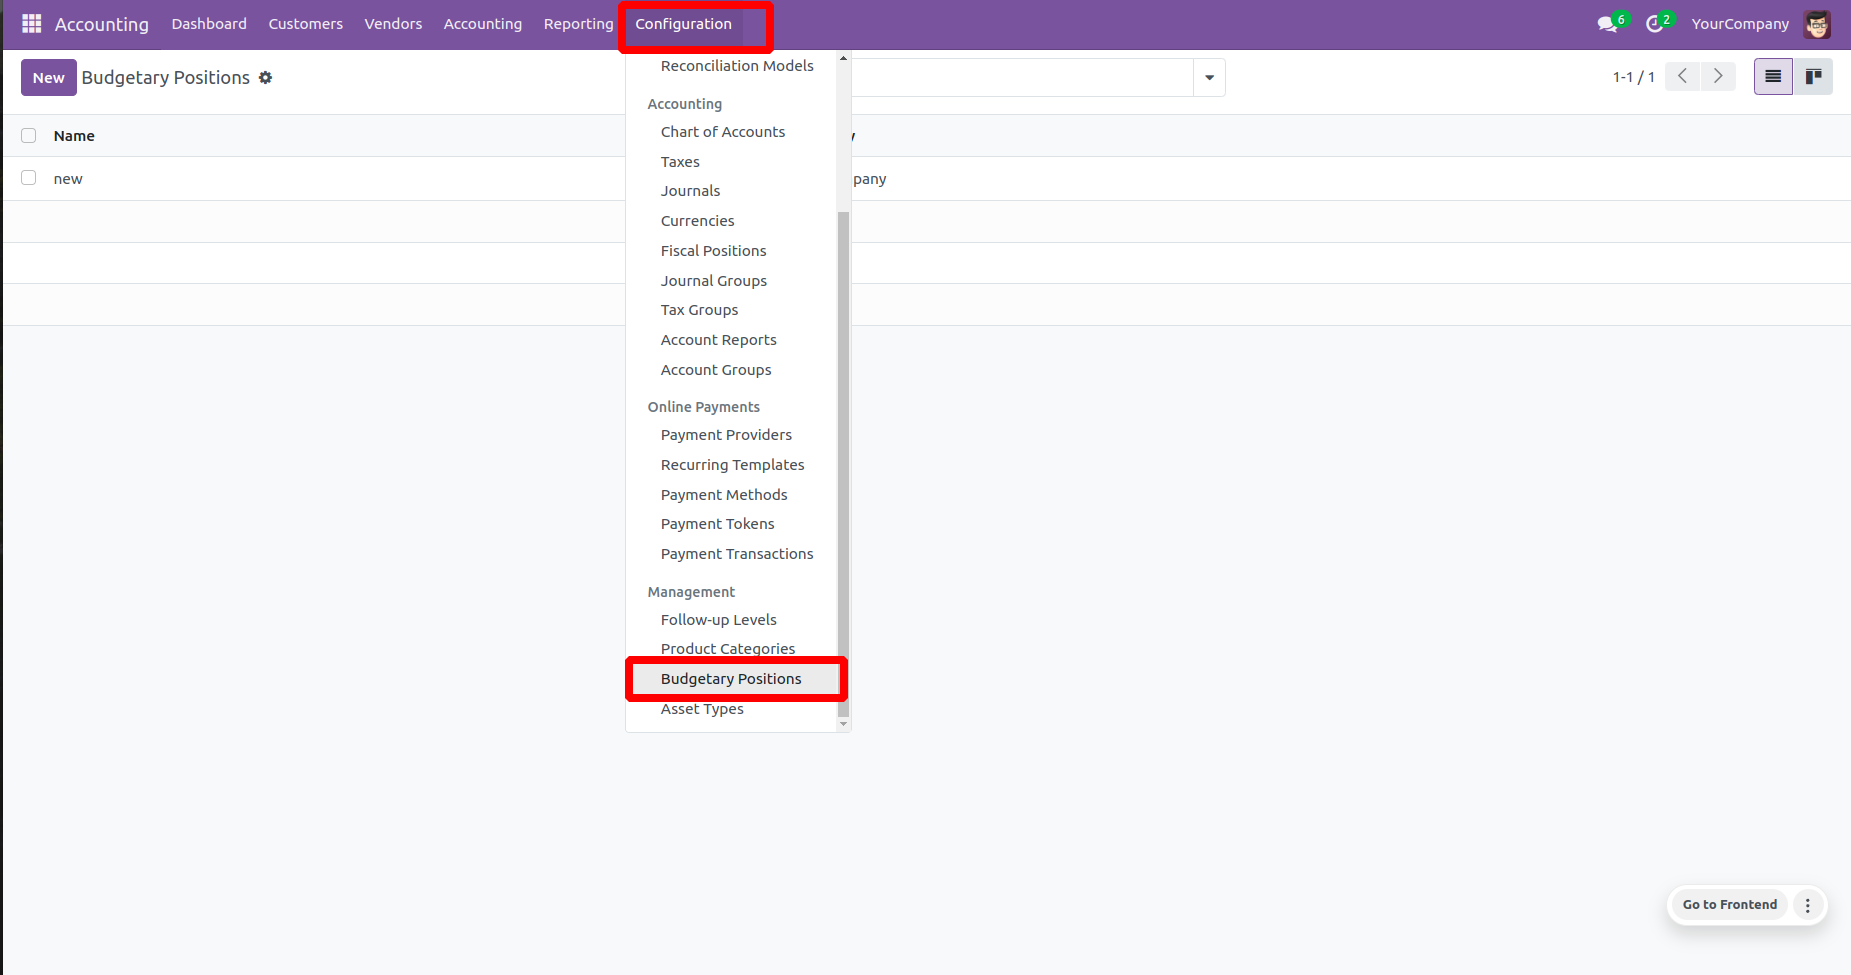 Accounting Dashboard Customers Vendors Accounting Reporting Configuration 6 2 YourCompany
New Budgetary Positions 1-1 / 1
Name y
new pany
Reconciliation Models
Accounting
Chart of Accounts
Taxes
Journals
Currencies
Fiscal Positions
Journal Groups
Tax Groups
Account Reports
Account Groups
Online Payments
Payment Providers
Recurring Templates
Payment Methods
Payment Tokens
Payment Transactions
Management
Follow-up Levels
Product Categories
Budgetary Positions
Asset Types
Go to Frontend